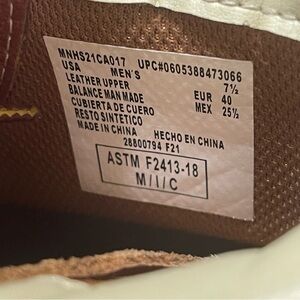 MNHS21CA017 UPC#0605388473066
USA MEN'S 7½
LEATHER UPPER EUR 40
BALANCE MAN MADE MEX 25½
CUBIERTA DE CUERO
RESTO SINTETICO
MADE IN CHINA HECHO EN CHINA
28800794 F21
ASTM F2413-18
M/I/C